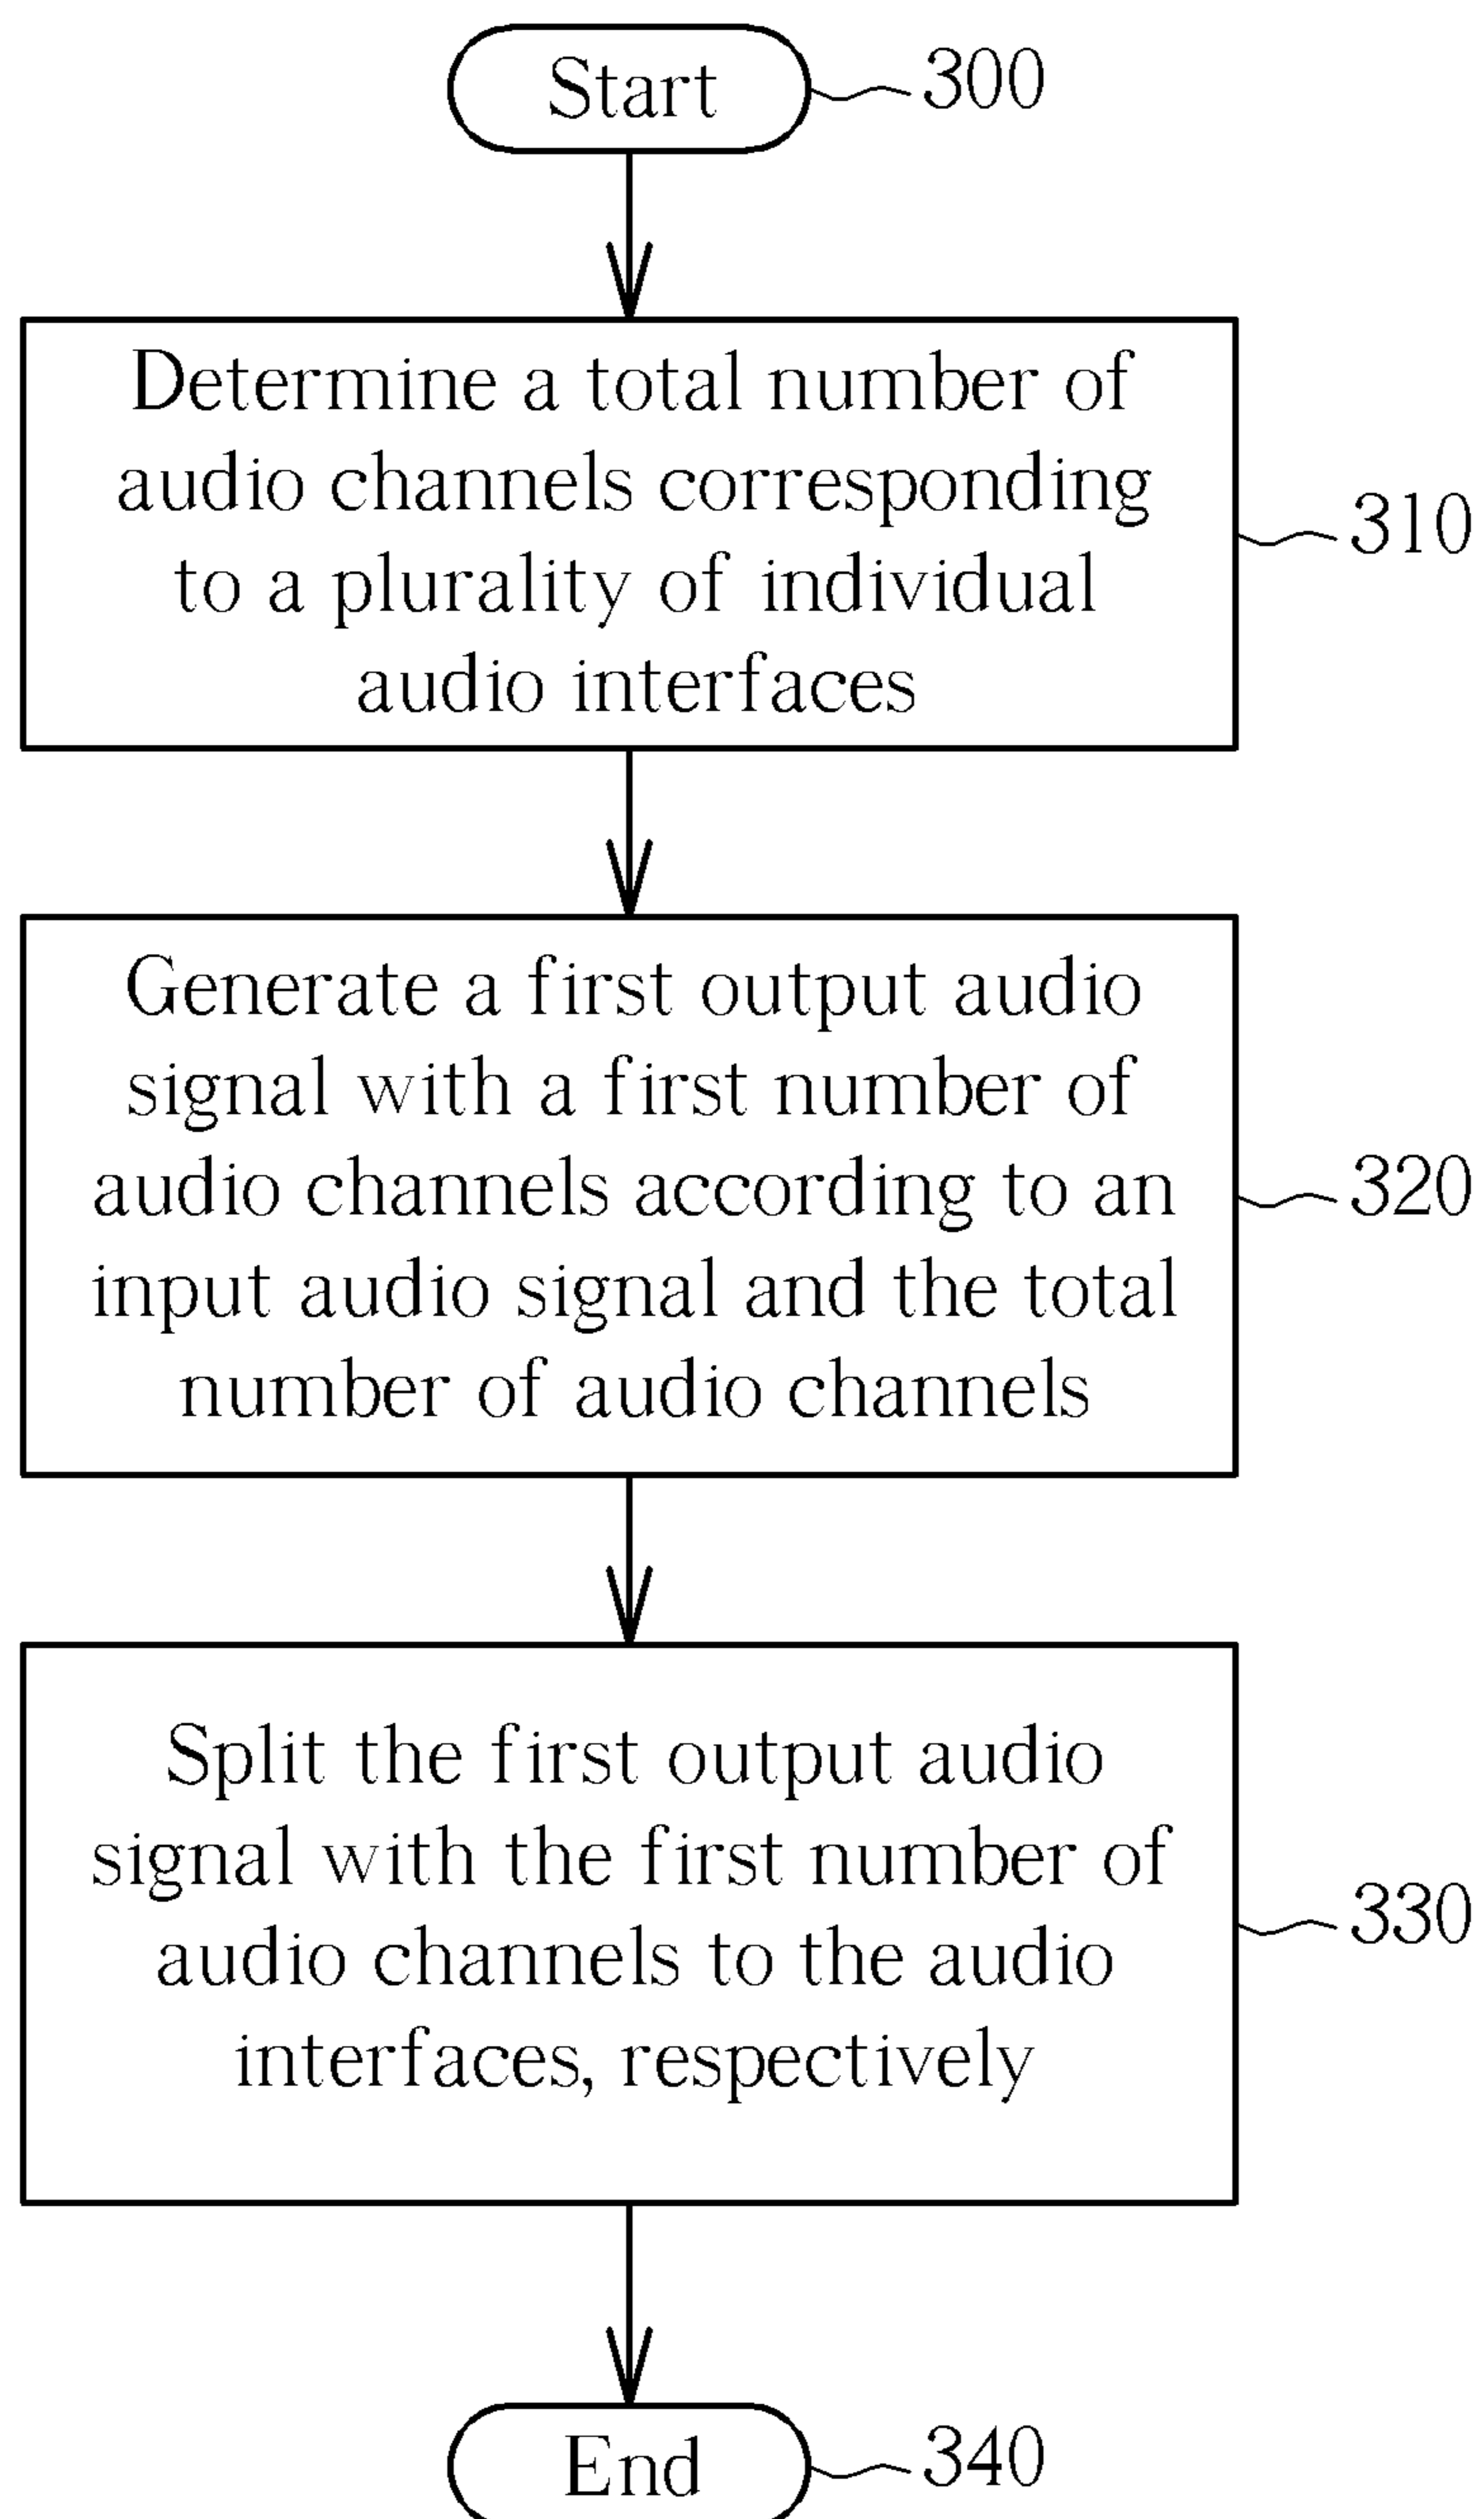 Start
300
Determine a total number of
audio channels corresponding
to a plurality of individual
audio interfaces
310
Generate a first output audio
signal with a first number of
audio channels according to an
input audio signal and the total
number of audio channels
320
Split the first output audio
signal with the first number of
audio channels to the audio
interfaces, respectively
330
End
340